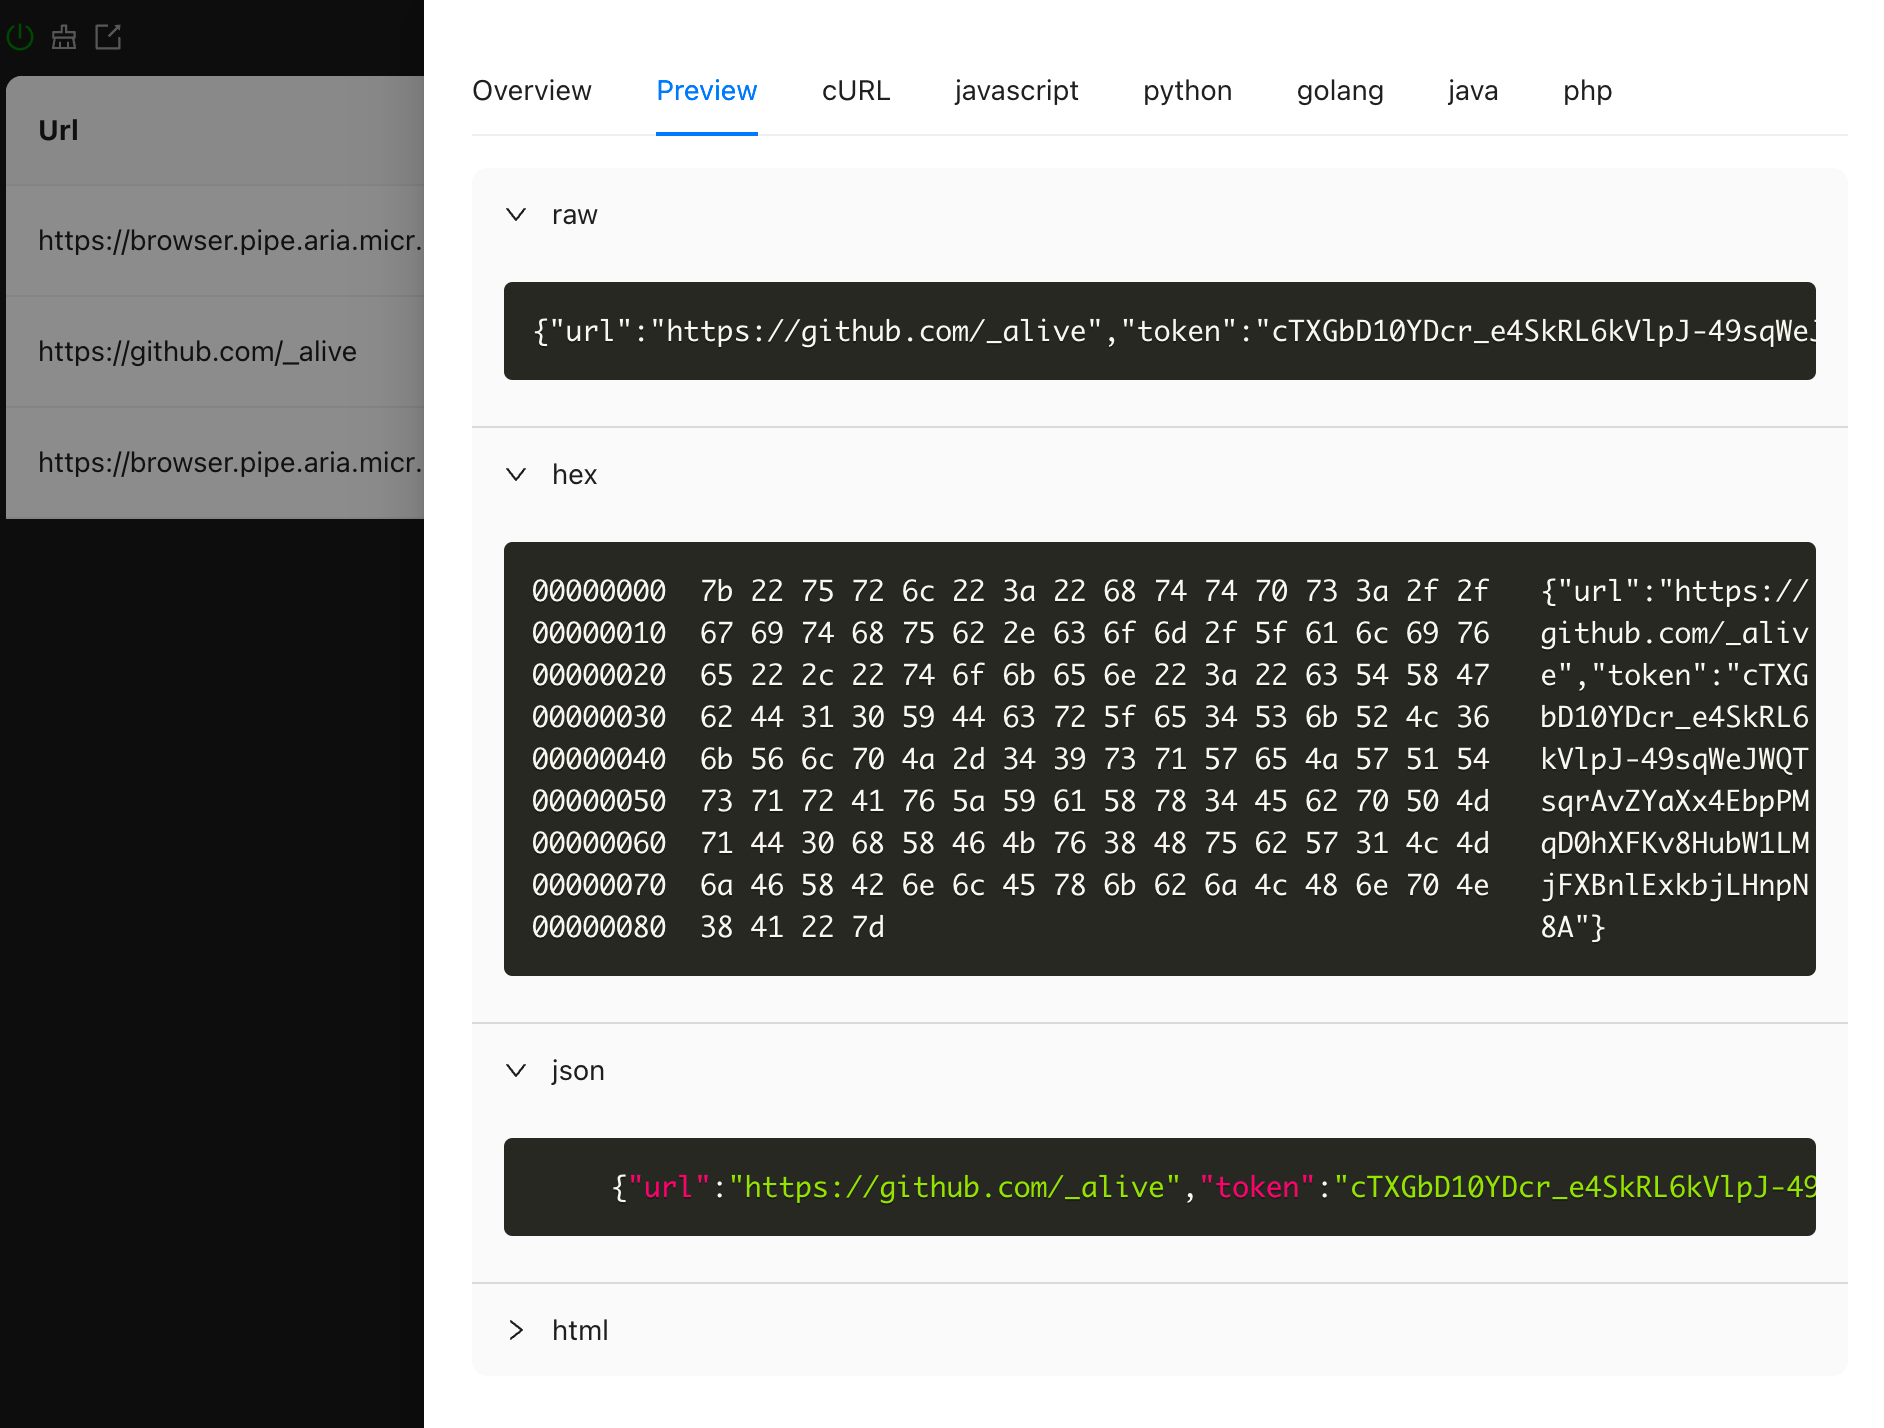 Url
https://browser.pipe.aria.micr.
https://github.com/_alive
https://browser.pipe.aria.micr.
Overview Preview cURL javascript python golang java php
raw
{"url":"https://github.com/_alive","token":"cTXGbD10YDcr_e4SkRL6kVlpJ-49sqWeJ
hex
00000000 7b 22 75 72 6c 22 3a 22 68 74 74 70 73 3a 2f 2f {"url":"https://
00000010 67 69 74 68 75 62 2e 63 6f 6d 2f 5f 61 6c 69 76 github.com/_aliv
00000020 65 22 2c 22 74 6f 6b 65 6e 22 3a 22 63 54 58 47 e","token":"cTXG
00000030 62 44 31 30 59 44 63 72 5f 65 34 53 6b 52 4c 36 bD10YDcr_e4SkRL6
00000040 6b 56 6c 70 4a 2d 34 39 73 71 57 65 4a 57 51 54 kVlpJ-49sqWeJWQT
00000050 73 71 72 41 76 5a 59 61 58 78 34 45 62 70 50 4d sqrAvZYaXx4EbpPM
00000060 71 44 30 68 58 46 4b 76 38 48 75 62 57 31 4c 4d qD0hXFKv8HubW1LM
00000070 6a 46 58 42 6e 6c 45 78 6b 62 6a 4c 48 6e 70 4e jFXBnlExkbjLHnpN
00000080 38 41 22 7d 8A"}
json
{"url":"https://github.com/_alive","token":"cTXGbD10YDcr_e4SkRL6kVlpJ-49
html